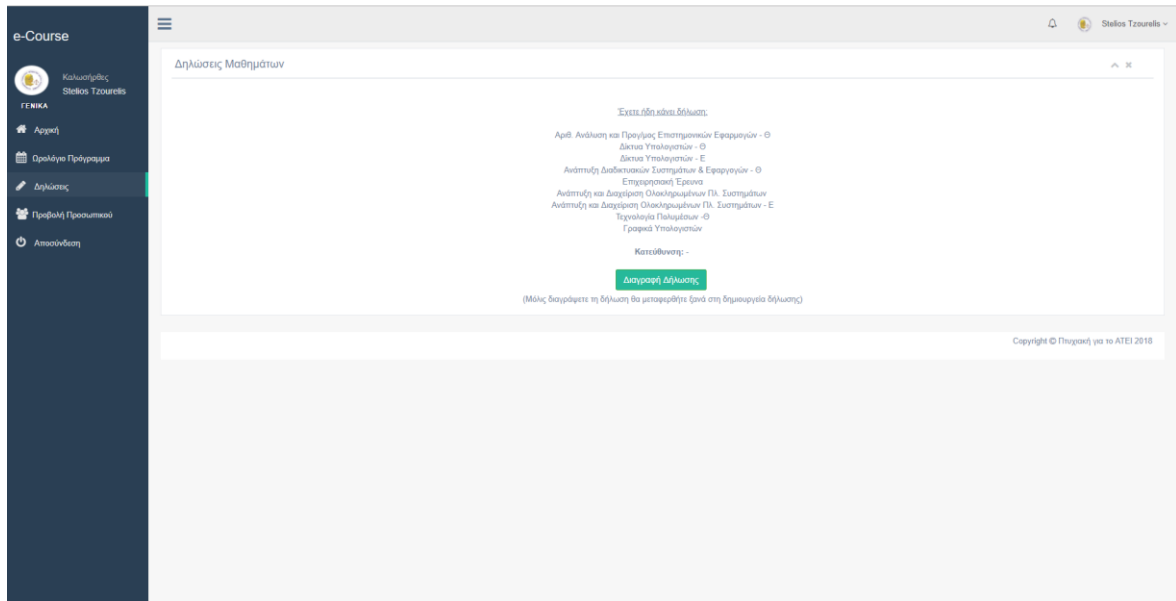 e-Course
Stelios Tzourelis
Καλωσήρθες
Stelios Tzourelis
ΓΕΝΙΚΑ
Αρχική
Ωρολόγιο Πρόγραμμα
Δηλώσεις
Προβολή Προσωπικού
Αποσύνδεση
Δηλώσεις Μαθημάτων
Έχετε ήδη κάνει δήλωση:
Αριθ. Ανάλυση και Προγ/μος Επιστημονικών Εφαρμογών - Θ
Δίκτυα Υπολογιστών - Θ
Δίκτυα Υπολογιστών - Ε
Ανάπτυξη Διαδικτυακών Συστημάτων & Εφαργογών - Θ
Επιχειρησιακή Έρευνα
Ανάπτυξη και Διαχείριση Ολοκληρωμένων Πλ. Συστημάτων
Ανάπτυξη και Διαχείριση Ολοκληρωμένων Πλ. Συστημάτων - Ε
Τεχνολογία Πολυμέσων -Θ
Γραφικά Υπολογιστών
Κατεύθυνση: -
Διαγραφή Δήλωσης
(Μόλις διαγράψετε τη δήλωση θα μεταφερθήτε ξανά στη δημιουργεία δήλωσης)
Copyright © Πτυχιακή για το ΑΤΕΙ 2018